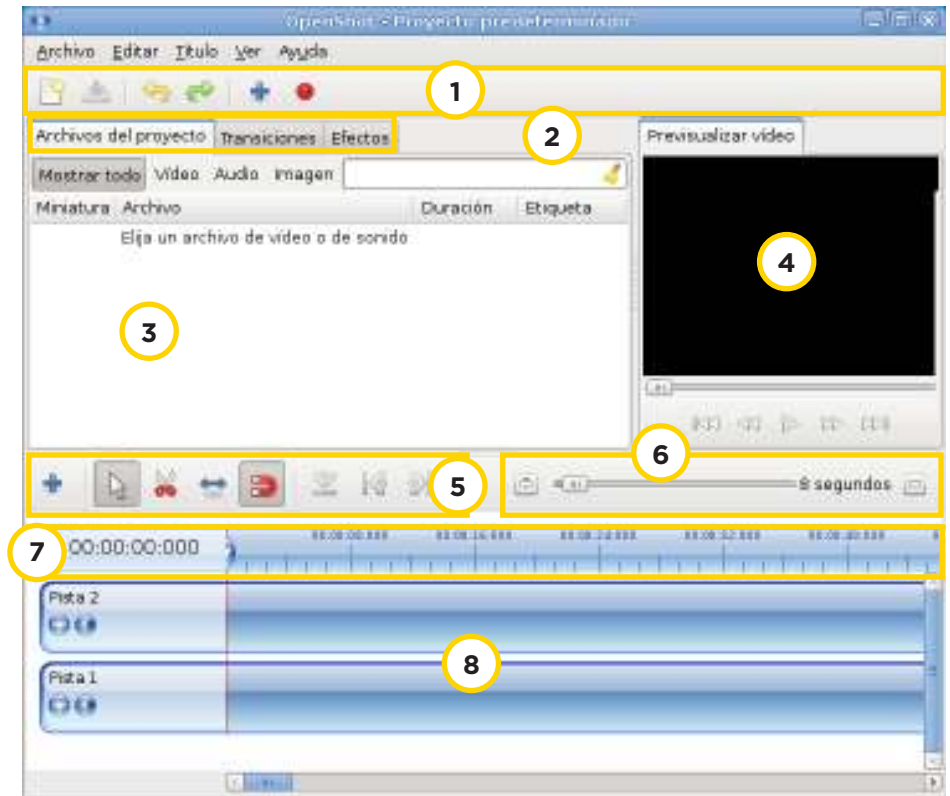 OpenShot - Proyecto predeterminado
Archivo Editar Título Ver Ayuda
1
Archivos del proyecto Transiciones Efectos
2
Previsualizar vídeo
Mostrar todo Vídeo Audio Imagen
Miniatura Archivo Duración Etiqueta
Elija un archivo de vídeo o de sonido
3
4
5
6
8 segundos
7
00:00:00:000
Pista 2
8
Pista 1